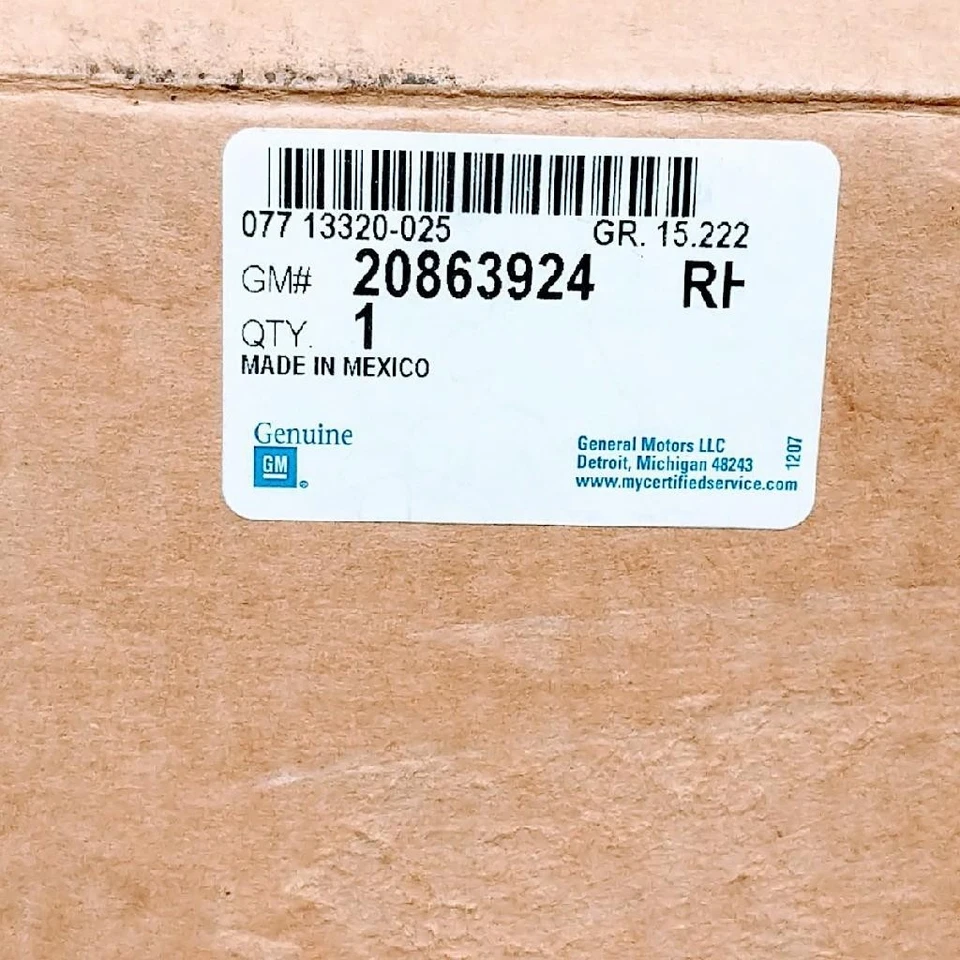 077 13320-025 GR. 15.222
GM# 20863924 RH
QTY. 1
MADE IN MEXICO
Genuine
GM
®
General Motors LLC
Detroit, Michigan 48243
www.mycertifiedservice.com
1207